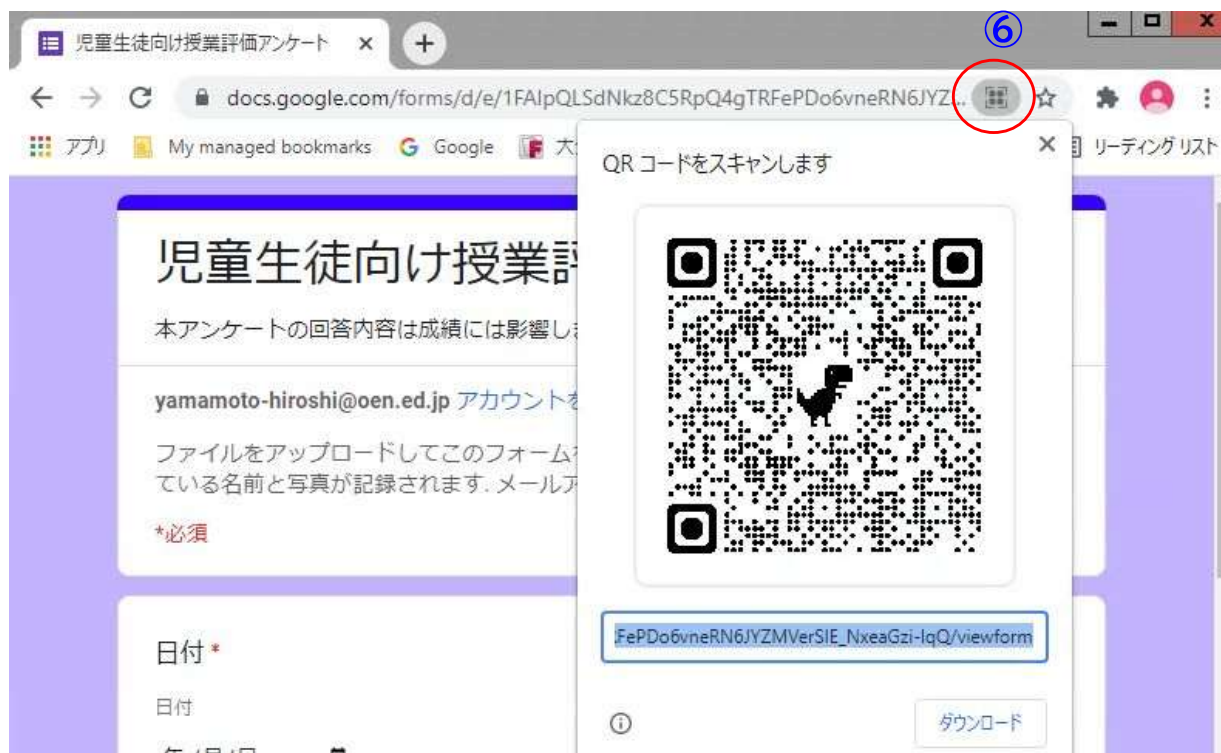 ⑥
児童生徒向け授業評価アンケート
docs.google.com/forms/d/e/1FAIpQLSdNkz8C5RpQ4gTRFePDo6vneRN6JYZ...
アプリ My managed bookmarks Google 大 リーディングリスト
QR コードをスキャンします
児童生徒向け授業評
本アンケートの回答内容は成績には影響し
yamamoto-hiroshi@oen.ed.jp アカウントを
ファイルをアップロードしてこのフォーム
ている名前と写真が記録されます. メールア
*必須
FePDo6vneRN6JYZMVerSIE_NxeaGzi-IqQ/viewform
日付 *
日付
ダウンロード